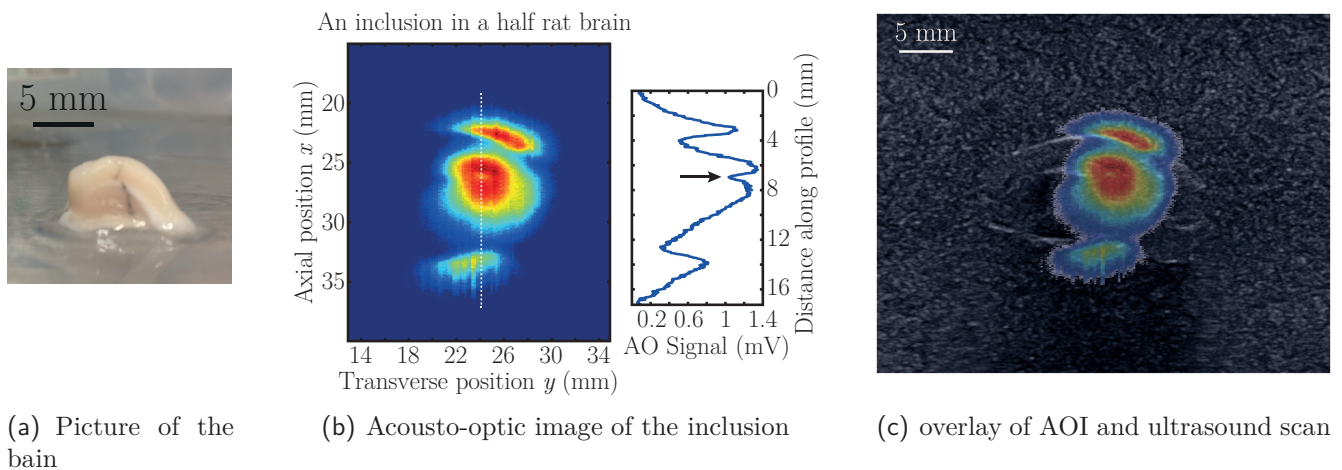 5 mm
An inclusion in a half rat brain
Axial position x (mm)
20
25
30
35
14 18 22 26 30 34
Transverse position y (mm)
0
4
8
12
16
Distance along profile (mm)
0.2 0.6 1 1.4
AO Signal (mV)
5 mm
(a) Picture of the
bain
(b) Acousto-optic image of the inclusion
(c) overlay of AOI and ultrasound scan